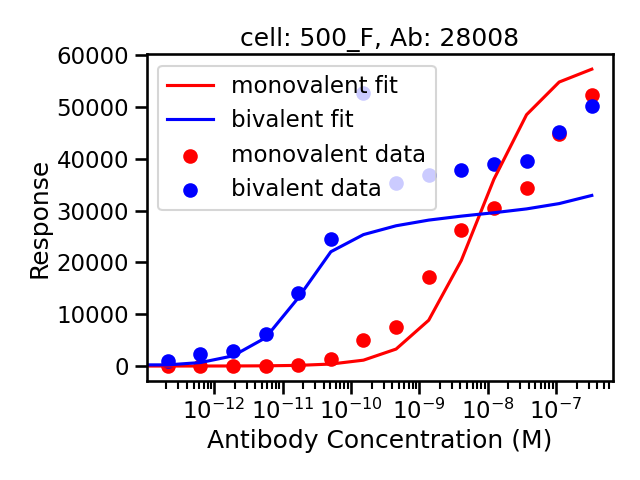 cell: 500_F, Ab: 28008
60000
50000
40000
30000
20000
10000
0
Response
monovalent fit
bivalent fit
monovalent data
bivalent data
10⁻¹² 10⁻¹¹ 10⁻¹⁰ 10⁻⁹ 10⁻⁸ 10⁻⁷
Antibody Concentration (M)